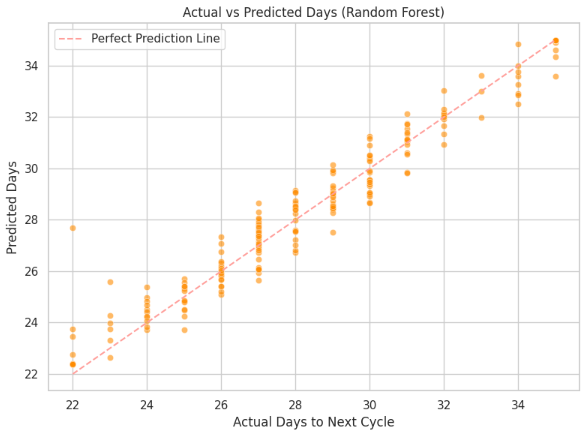 Actual vs Predicted Days (Random Forest)
Perfect Prediction Line
Predicted Days
34
32
30
28
26
24
22
22 24 26 28 30 32 34
Actual Days to Next Cycle